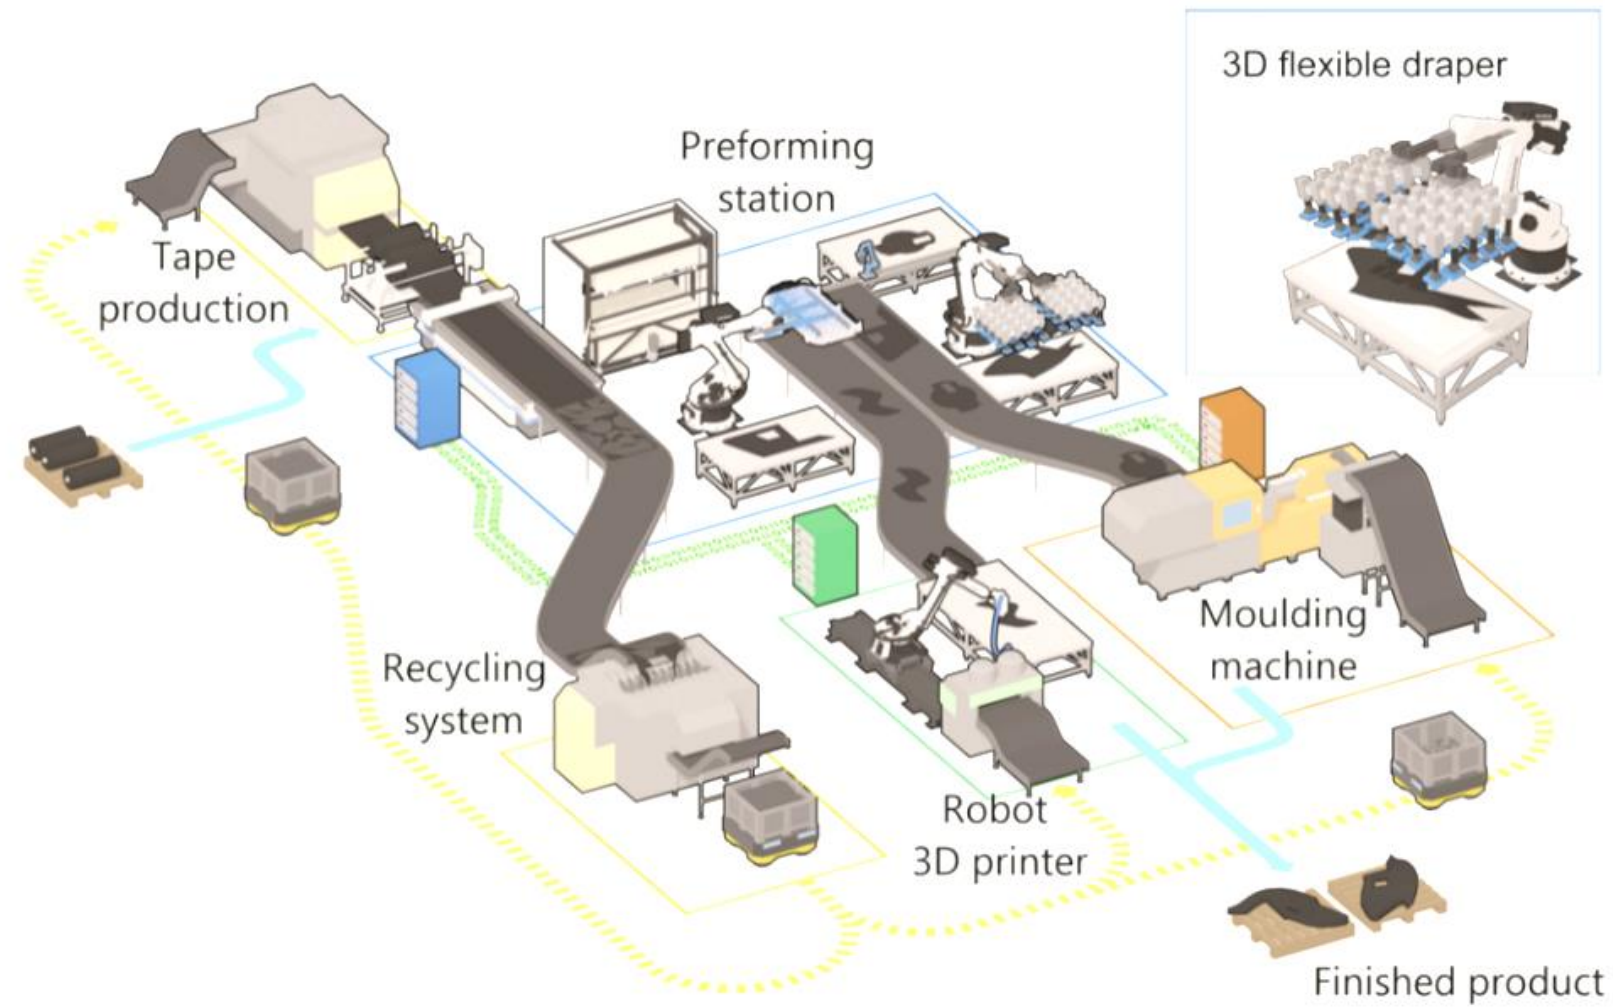 3D flexible draper
Preforming
station
Tape
production
Recycling
system
Moulding
machine
Robot
3D printer
Finished product